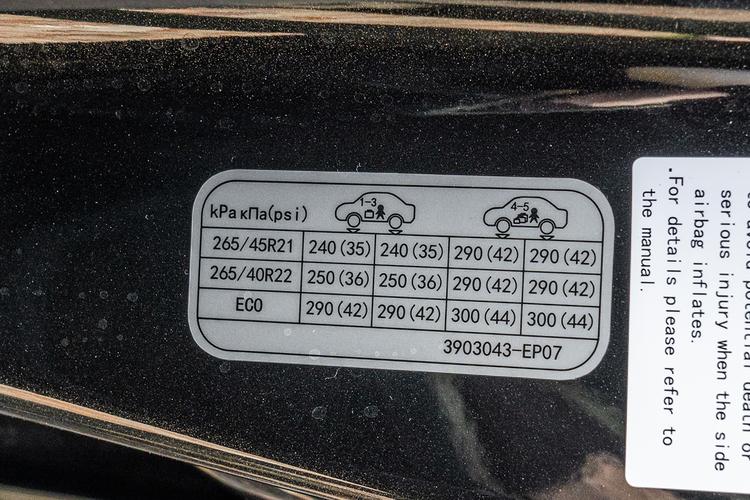 kPa кПа(psi) 1-3 4-5
265/45R21 240(35) 240(35) 290(42) 290(42)
265/40R22 250(36) 250(36) 290(42) 290(42)
ECO 290(42) 290(42) 300(44) 300(44)
3903043-EP07
death or
serious injury when the side
airbag inflates.
·For details please refer to
the manual.